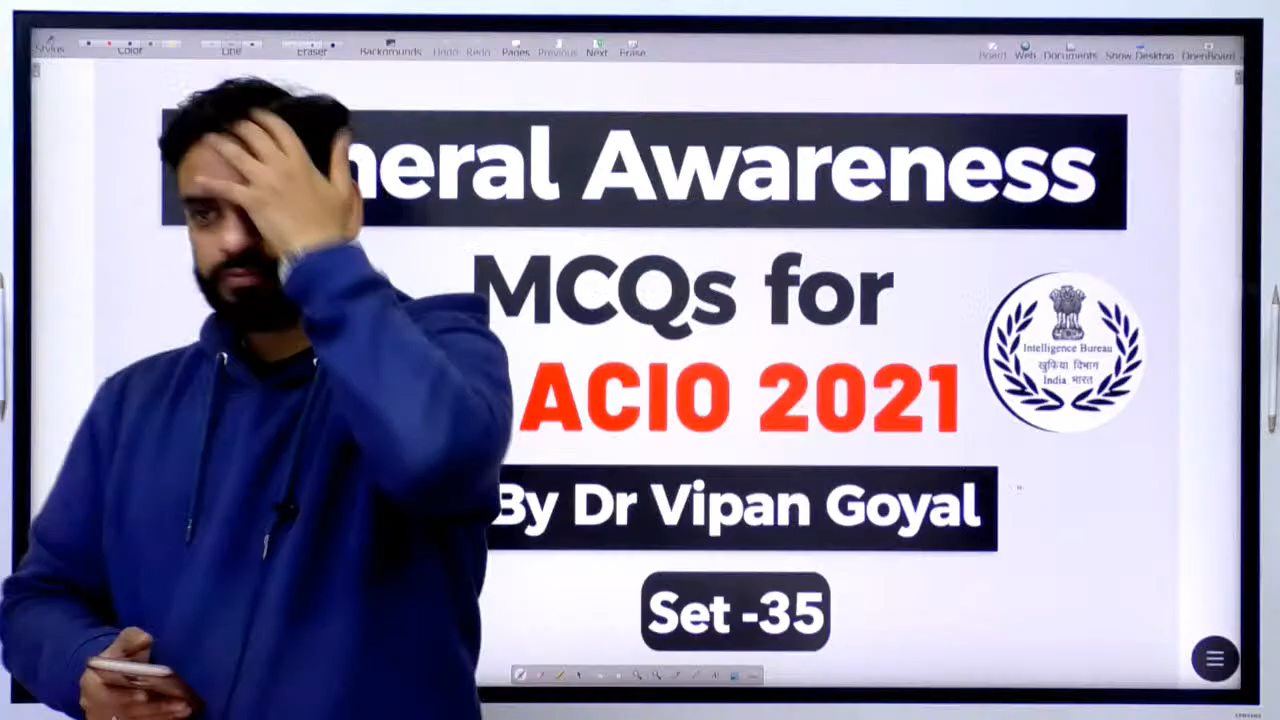 Stylus Color Line Eraser Backgrounds Undo Redo Pages Previous Next Erase Board Web Documents Show Desktop OpenBoard
neral Awareness
MCQs for
ACIO 2021
Intelligence Bureau
खुफिया विभाग
India भारत
By Dr Vipan Goyal
Set -35